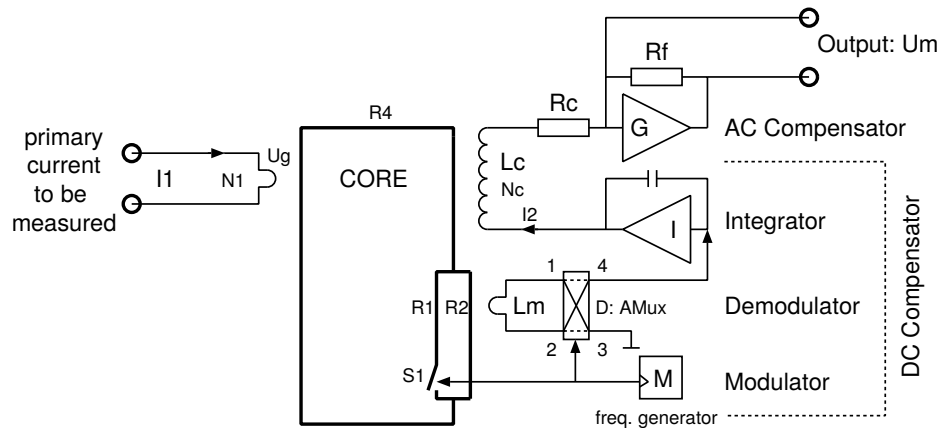 Output: Um
Rf
Rc
G
AC Compensator
R4
primary
current
to be
measured
I1
N1
Ug
CORE
Lc
Nc
I2
I
Integrator
1
4
R1
R2
Lm
D: AMux
Demodulator
2
3
S1
M
Modulator
freq. generator
DC Compensator